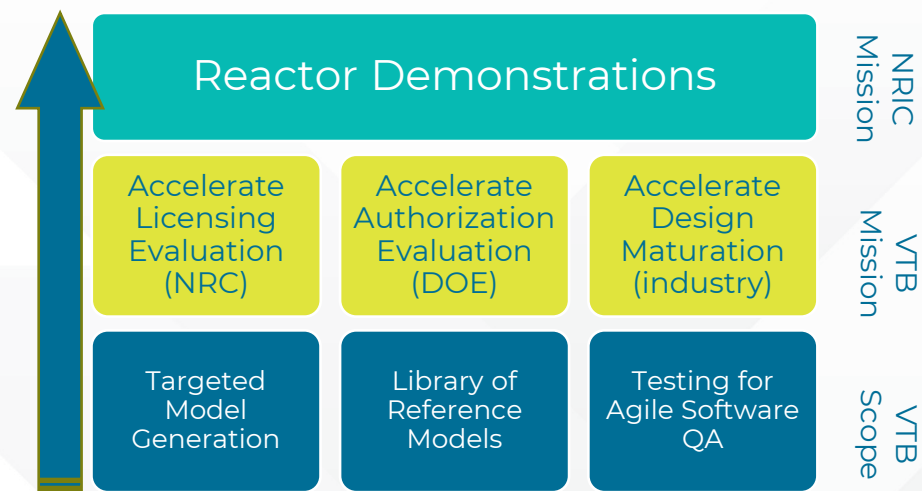 Reactor Demonstrations
NRIC
Mission
Accelerate
Licensing
Evaluation
(NRC)
Accelerate
Authorization
Evaluation
(DOE)
Accelerate
Design
Maturation
(industry)
VTB
Mission
Targeted
Model
Generation
Library of
Reference
Models
Testing for
Agile Software
QA
VTB
Scope